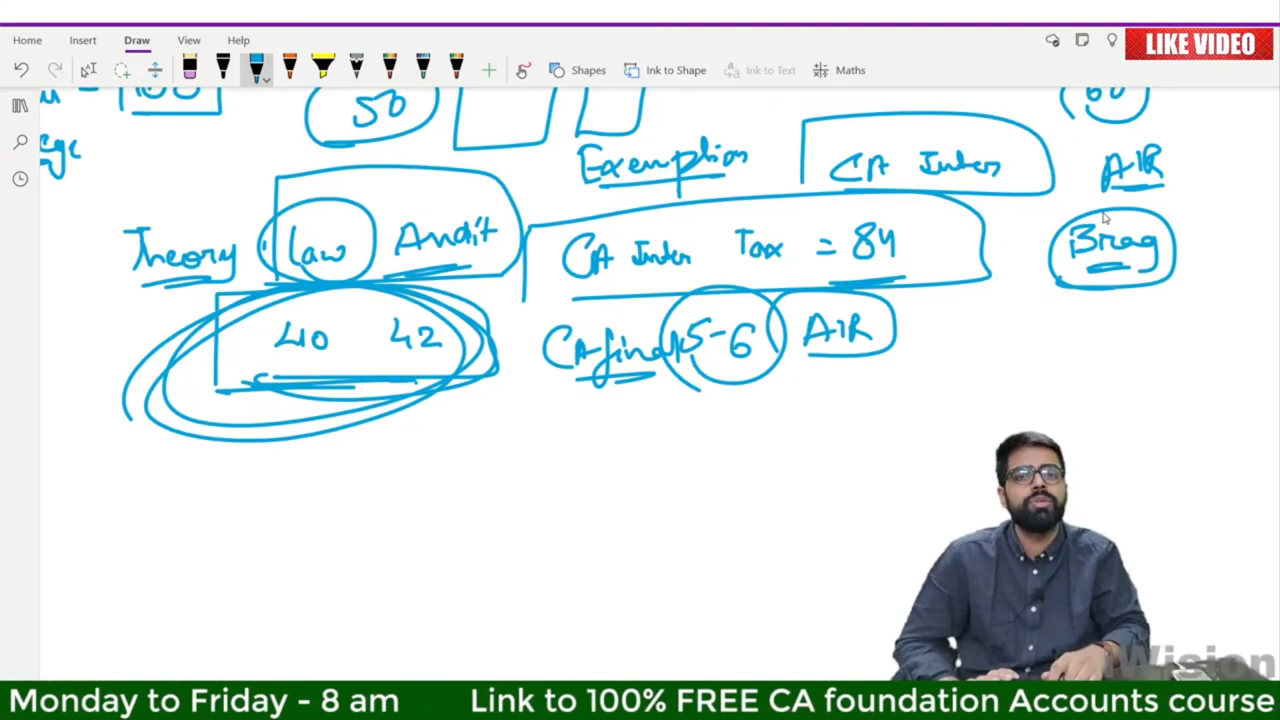 Home Insert Draw View Help
LIKE VIDEO
Shapes Ink to Shape Ink to Text Maths
100 50 60
Exemption CA Inter AIR
Theory Law Audit CA Inter Tax = 84 Brag
40 42 CA final 5-6 AIR
Wision
Monday to Friday - 8 am Link to 100% FREE CA foundation Accounts course